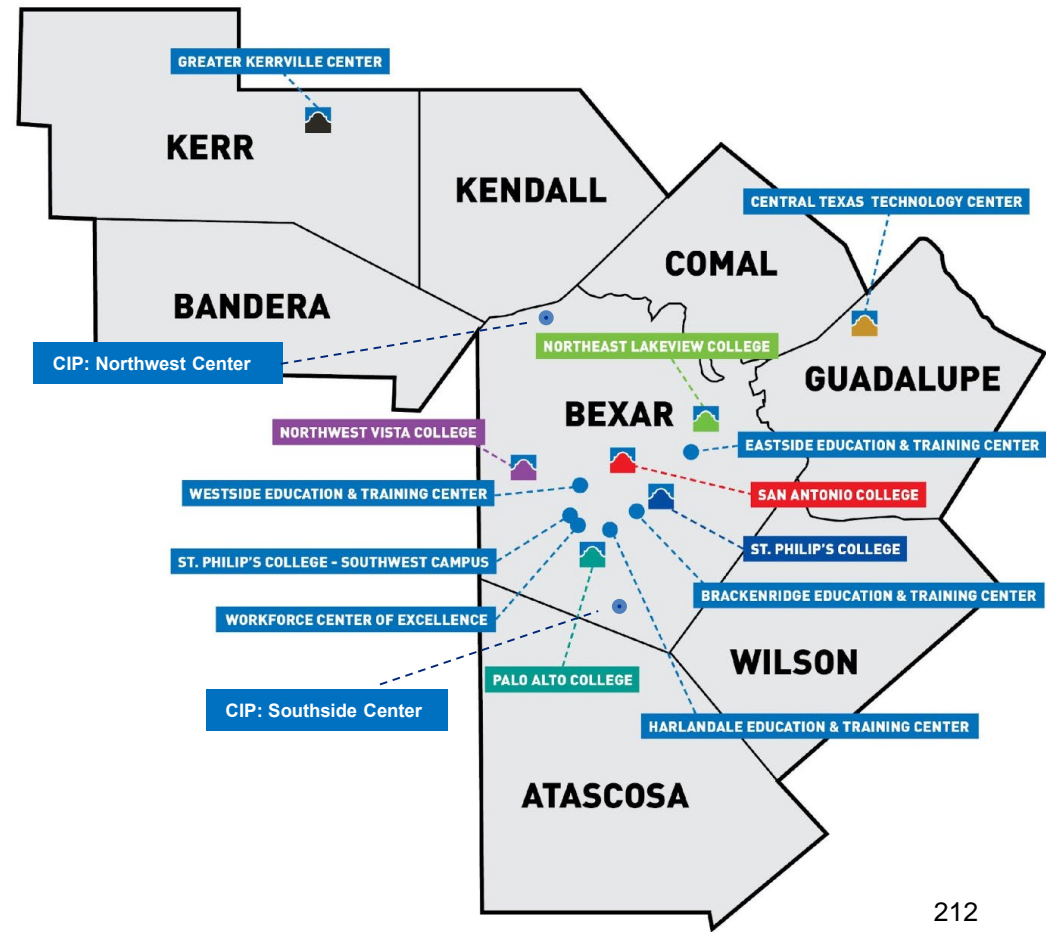 GREATER KERRVILLE CENTER
KERR
KENDALL
CENTRAL TEXAS TECHNOLOGY CENTER
COMAL
BANDERA
NORTHEAST LAKEVIEW COLLEGE
CIP: Northwest Center
GUADALUPE
BEXAR
NORTHWEST VISTA COLLEGE
EASTSIDE EDUCATION & TRAINING CENTER
WESTSIDE EDUCATION & TRAINING CENTER
SAN ANTONIO COLLEGE
ST. PHILIP'S COLLEGE
ST. PHILIP'S COLLEGE - SOUTHWEST CAMPUS
BRACKENRIDGE EDUCATION & TRAINING CENTER
WORKFORCE CENTER OF EXCELLENCE
WILSON
PALO ALTO COLLEGE
CIP: Southside Center
HARLANDALE EDUCATION & TRAINING CENTER
ATASCOSA
212